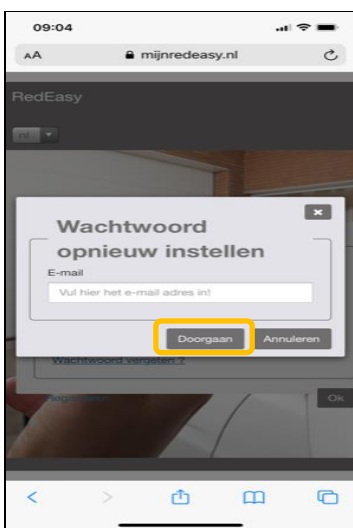 09:04
AA mijnredeasy.nl
RedEasy
nl
Wachtwoord
opnieuw instellen
E-mail
Vul hier het e-mail adres in!
Doorgaan Annuleren
Wachtwoord vergeten ?
Registreren Ok